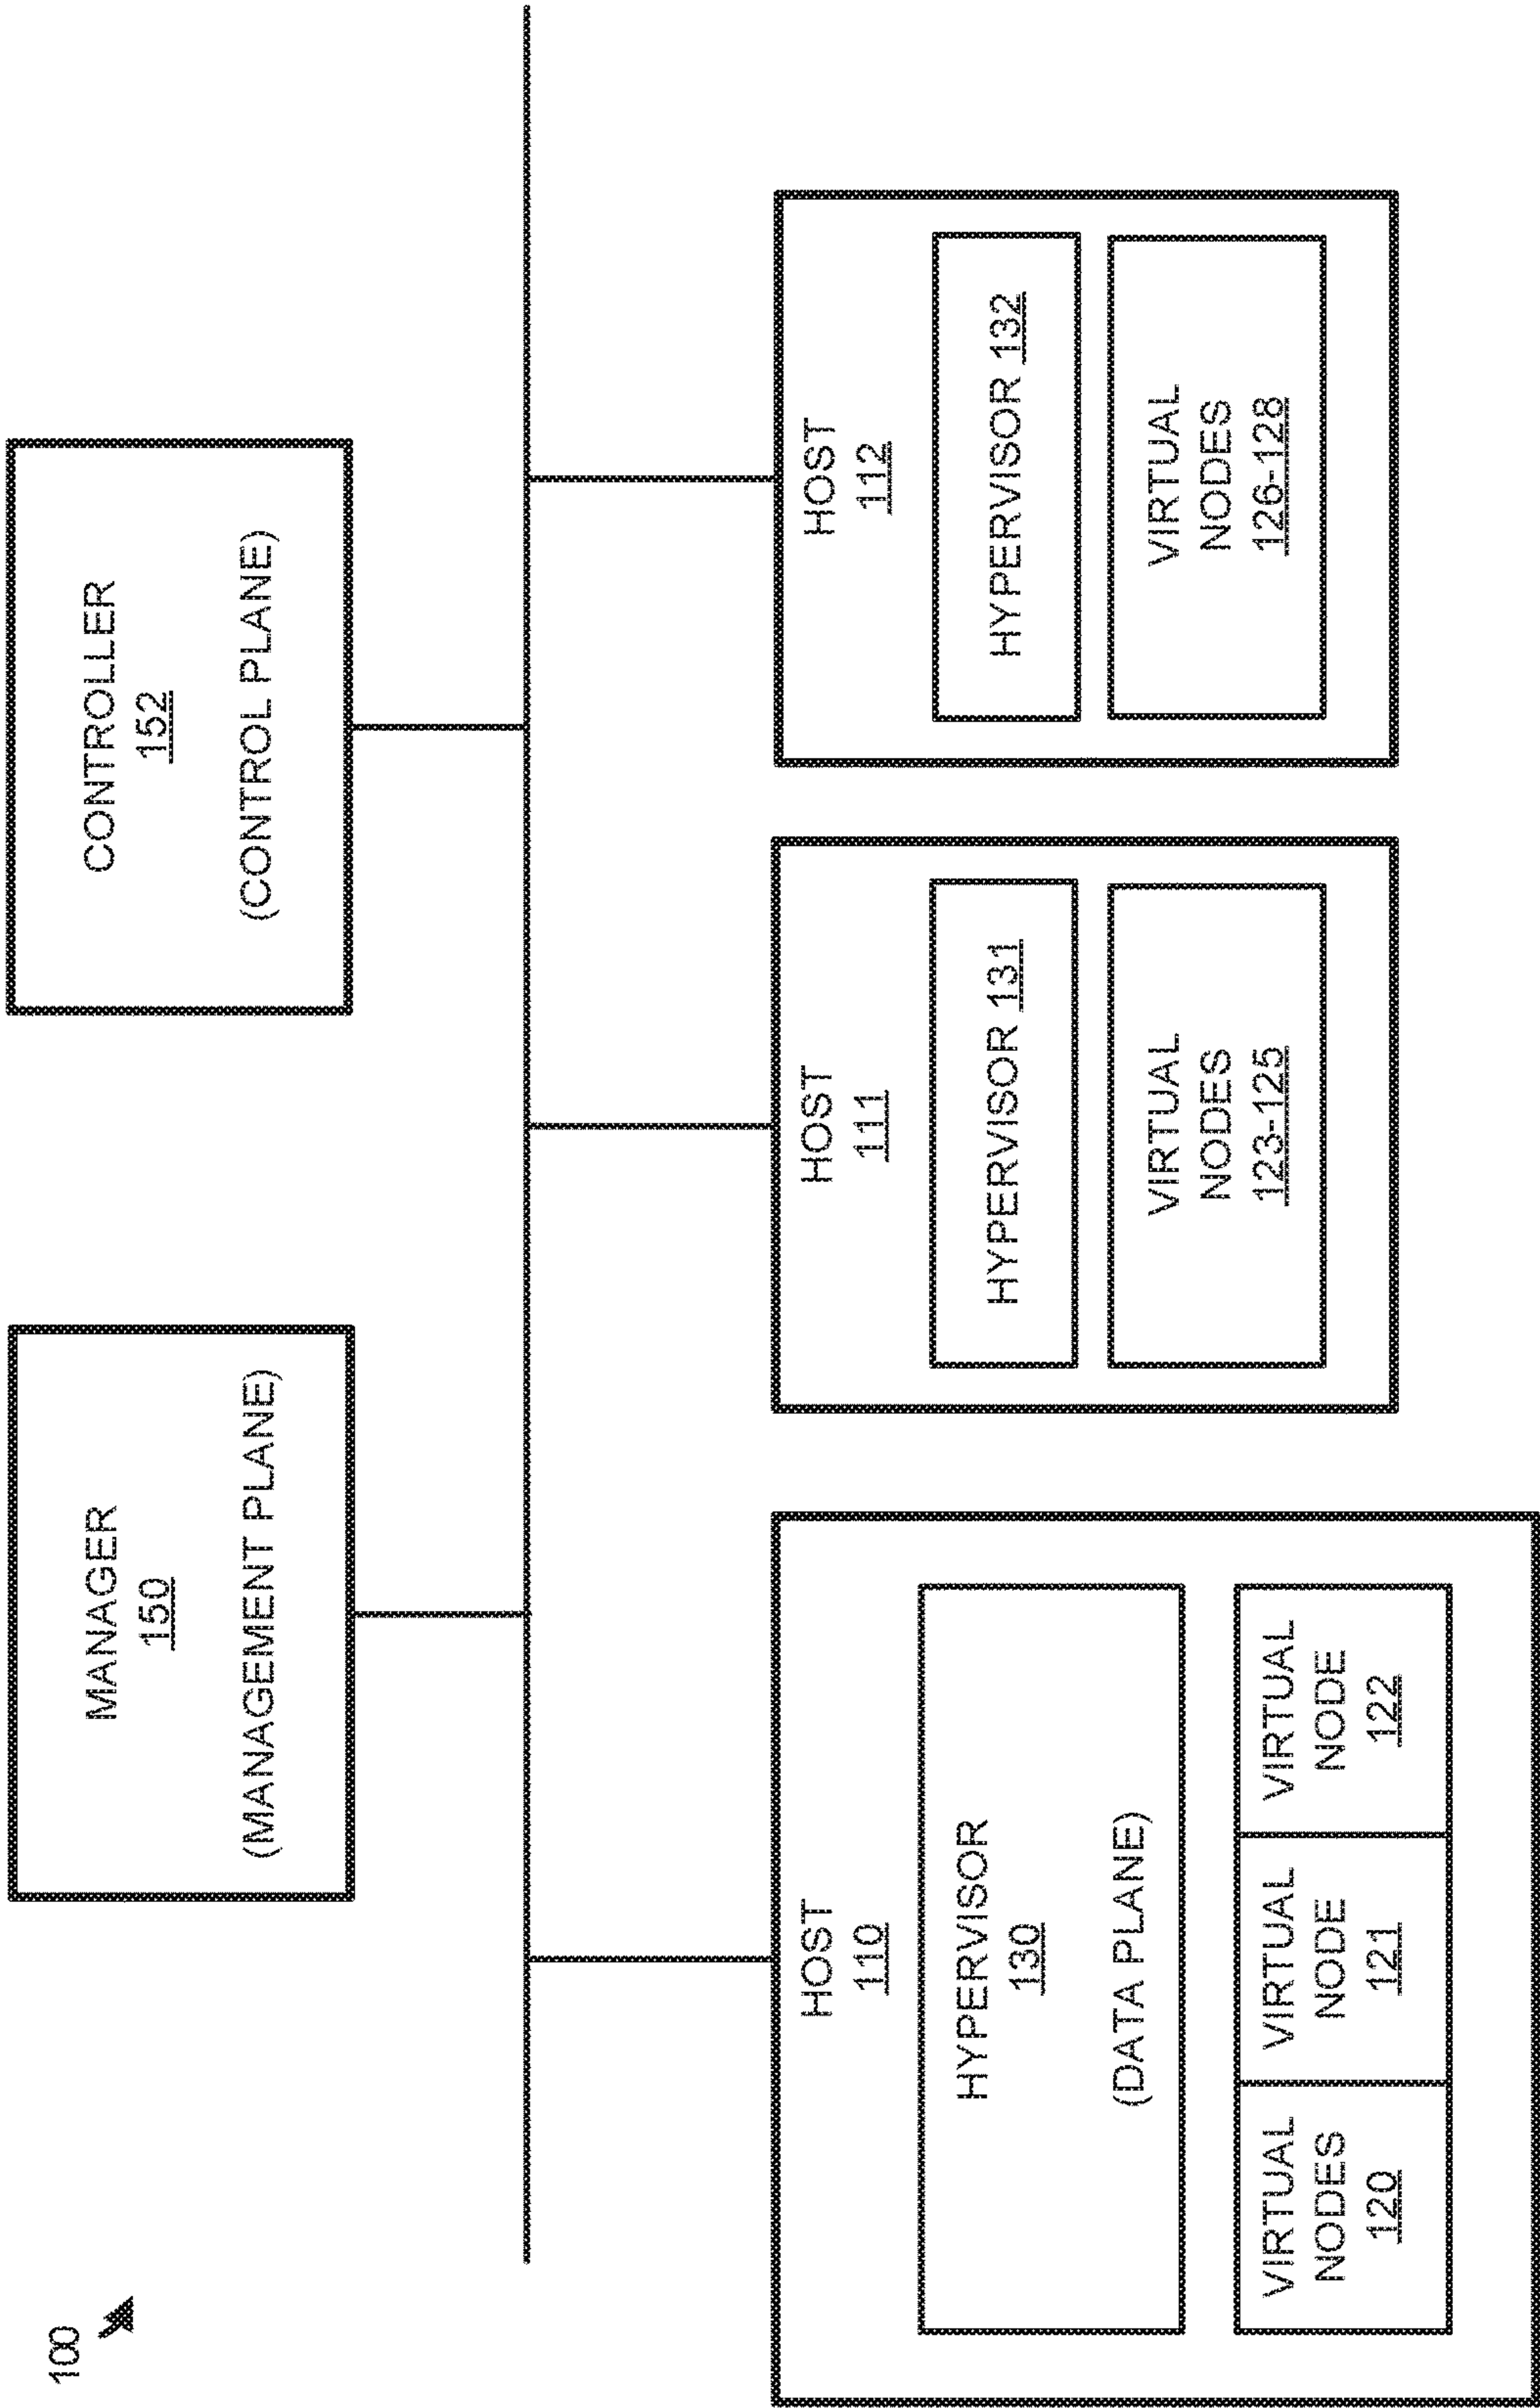 100
MANAGER
150
(MANAGEMENT PLANE)
CONTROLLER
152
(CONTROL PLANE)
HOST
110
HYPERVISOR
130
(DATA PLANE)
VIRTUAL
NODES
120
VIRTUAL
NODE
121
VIRTUAL
NODE
122
HOST
111
HYPERVISOR 131
VIRTUAL
NODES
123-125
HOST
112
HYPERVISOR 132
VIRTUAL
NODES
126-128